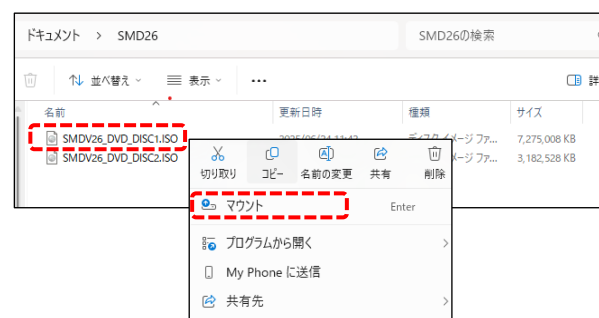 ドキュメント > SMD26
SMD26の検索
並べ替え 表示 ... 詳
名前 更新日時 種類 サイズ
SMDV26_DVD_DISC1.ISO 2025/06/24 11:42 ディスク イメージ ファ... 7,275,008 KB
SMDV26_DVD_DISC2.ISO イメージ ファ... 3,182,528 KB
切り取り コピー 名前の変更 共有 削除
マウント Enter
プログラムから開く
My Phone に送信
共有先